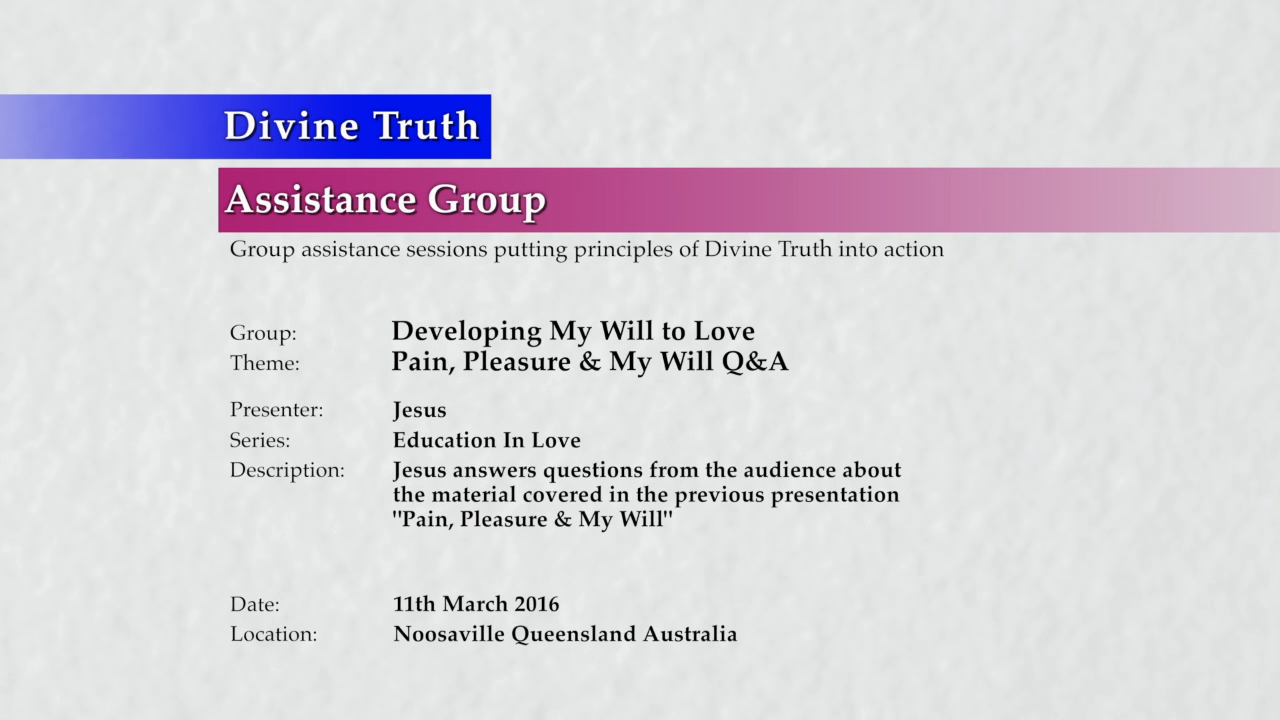 Divine Truth
Assistance Group
Group assistance sessions putting principles of Divine Truth into action
Group: Developing My Will to Love
Theme: Pain, Pleasure & My Will Q&A
Presenter: Jesus
Series: Education In Love
Description: Jesus answers questions from the audience about
the material covered in the previous presentation
"Pain, Pleasure & My Will"
Date: 11th March 2016
Location: Noosaville Queensland Australia